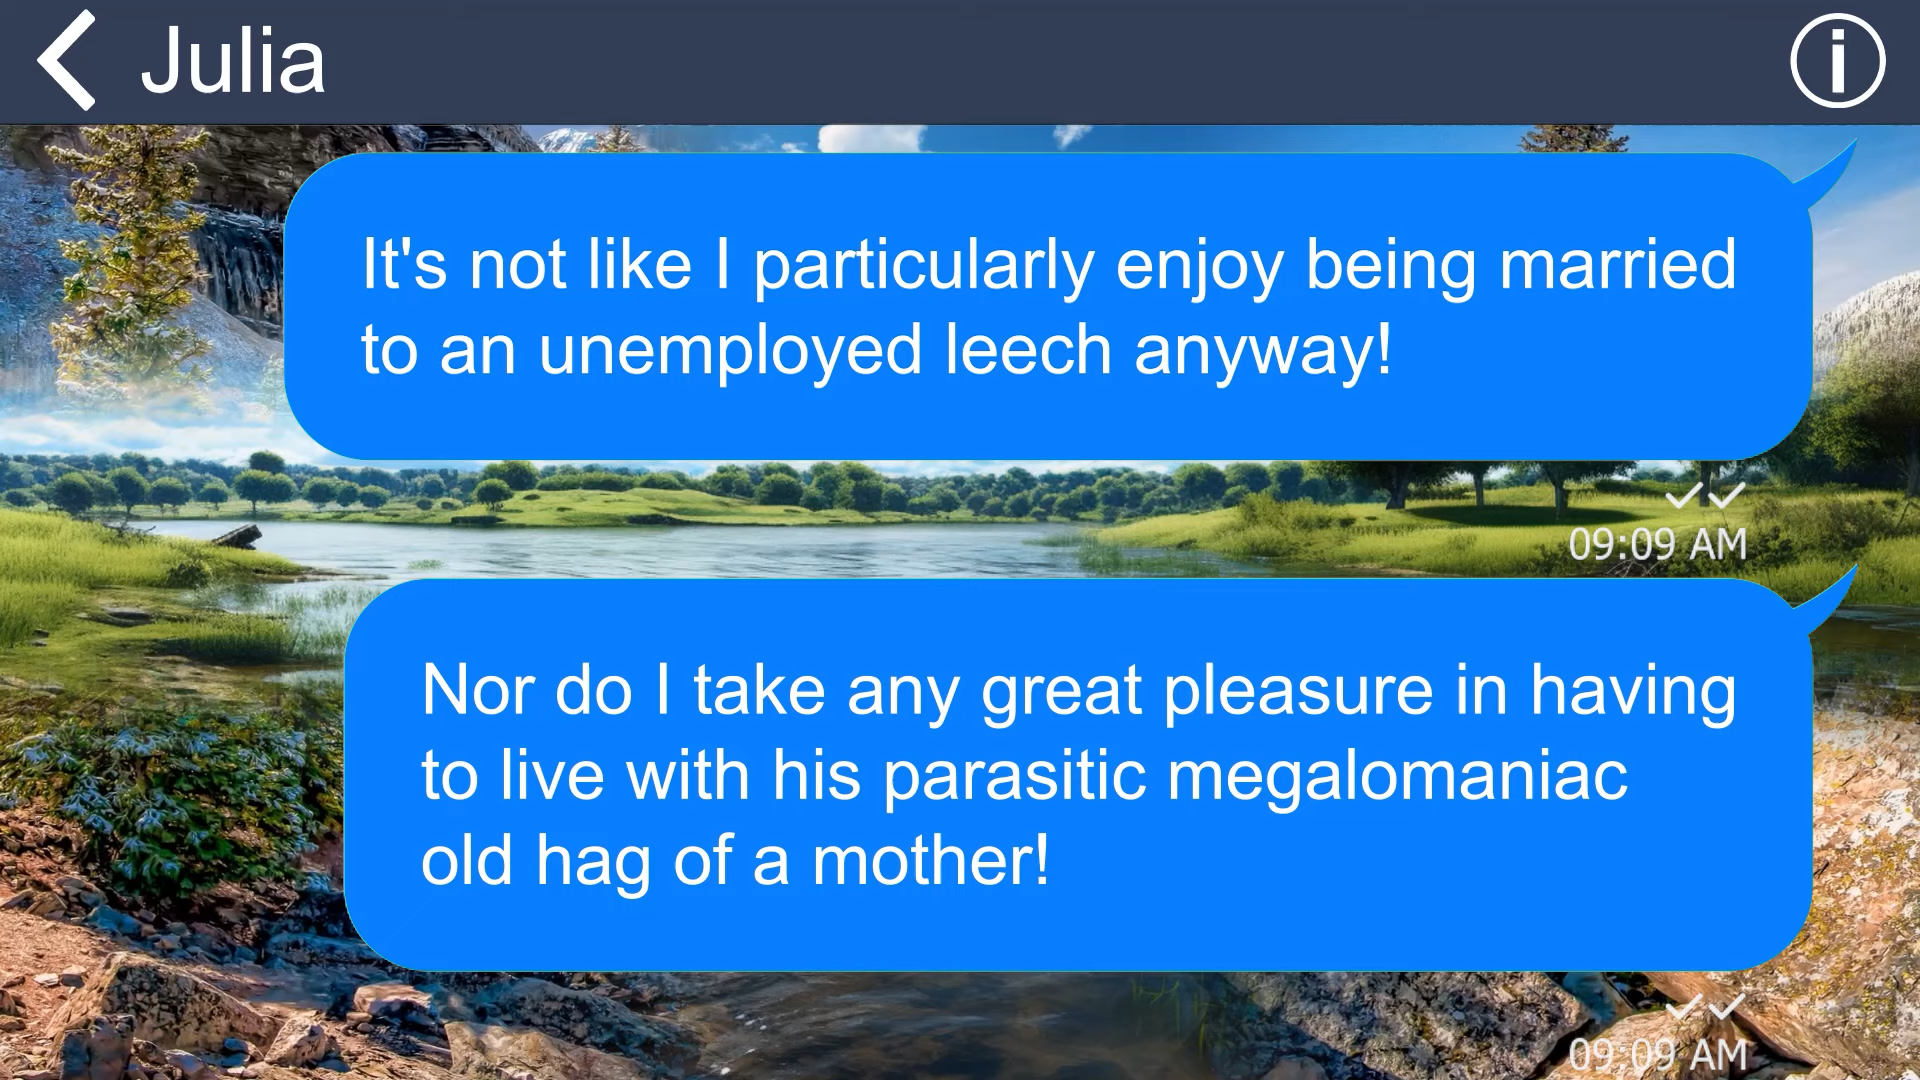 Julia
It's not like I particularly enjoy being married
to an unemployed leech anyway!
09:09 AM
Nor do I take any great pleasure in having
to live with his parasitic megalomaniac
old hag of a mother!
09:09 AM